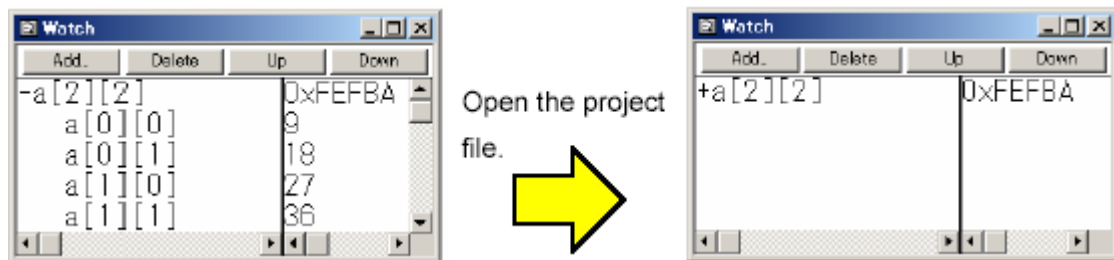 Watch
Add.. Delete Up Down
-a[2][2] 0xFEFBA
a[0][0] 9
a[0][1] 18
a[1][0] 27
a[1][1] 36
Open the project
file.
Watch
Add.. Delete Up Down
+a[2][2] 0xFEFBA